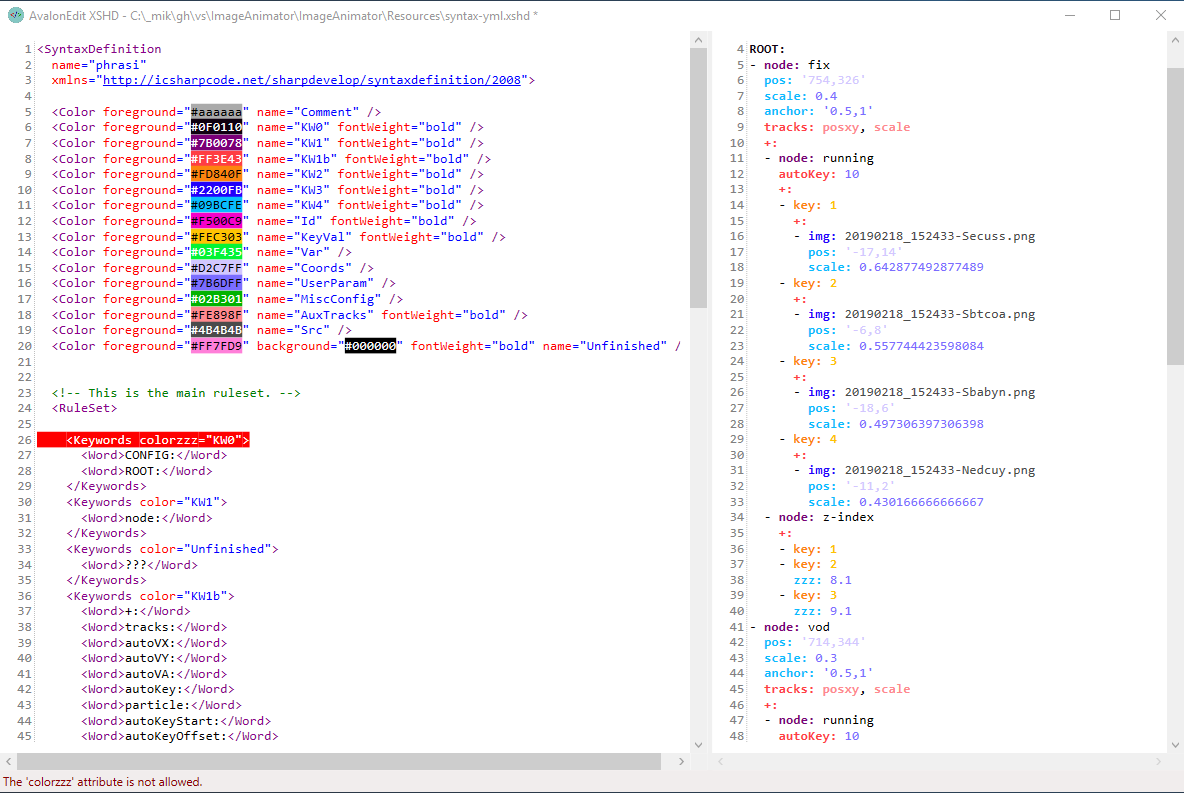 AvalonEdit XSHD - C:\_mik\gh\vs\ImageAnimator\ImageAnimator\Resources\syntax-yml.xshd *
1 <SyntaxDefinition
2 name="phrasi"
3 xmlns="http://icsharpcode.net/sharpdevelop/syntaxdefinition/2008">
4
5 <Color foreground="#aaaaaa" name="Comment" />
6 <Color foreground="#0F0110" name="KW0" fontWeight="bold" />
7 <Color foreground="#7B0078" name="KW1" fontWeight="bold" />
8 <Color foreground="#FF3E43" name="KW1b" fontWeight="bold" />
9 <Color foreground="#FD840F" name="KW2" fontWeight="bold" />
10 <Color foreground="#2200FB" name="KW3" fontWeight="bold" />
11 <Color foreground="#09BCFE" name="KW4" fontWeight="bold" />
12 <Color foreground="#F500C9" name="Id" fontWeight="bold" />
13 <Color foreground="#FEC303" name="KeyVal" fontWeight="bold" />
14 <Color foreground="#03F435" name="Var" />
15 <Color foreground="#D2C7FF" name="Coords" />
16 <Color foreground="#7B6DFF" name="UserParam" />
17 <Color foreground="#02B301" name="MiscConfig" />
18 <Color foreground="#FE898F" name="AuxTracks" fontWeight="bold" />
19 <Color foreground="#4B4B4B" name="Src" />
20 <Color foreground="#FF7FD9" background="#000000" fontWeight="bold" name="Unfinished" /
21
22
23 <!-- This is the main ruleset. -->
24 <RuleSet>
25
26 <Keywords colorzzz="KW0">
27 <Word>CONFIG:</Word>
28 <Word>ROOT:</Word>
29 </Keywords>
30 <Keywords color="KW1">
31 <Word>node:</Word>
32 </Keywords>
33 <Keywords color="Unfinished">
34 <Word>???</Word>
35 </Keywords>
36 <Keywords color="KW1b">
37 <Word>+:</Word>
38 <Word>tracks:</Word>
39 <Word>autoVX:</Word>
40 <Word>autoVY:</Word>
41 <Word>autoVA:</Word>
42 <Word>autoKey:</Word>
43 <Word>particle:</Word>
44 <Word>autoKeyStart:</Word>
45 <Word>autoKeyOffset:</Word>
4 ROOT:
5 - node: fix
6 pos: '754,326'
7 scale: 0.4
8 anchor: '0.5,1'
9 tracks: posxy, scale
10 +:
11 - node: running
12 autoKey: 10
13 +:
14 - key: 1
15 +:
16 - img: 20190218_152433-Secuss.png
17 pos: '-17,14'
18 scale: 0.642877492877489
19 - key: 2
20 +:
21 - img: 20190218_152433-Sbtcoa.png
22 pos: '-6,8'
23 scale: 0.557744423598084
24 - key: 3
25 +:
26 - img: 20190218_152433-Sbabyn.png
27 pos: '-18,6'
28 scale: 0.497306397306398
29 - key: 4
30 +:
31 - img: 20190218_152433-Nedcuy.png
32 pos: '-11,2'
33 scale: 0.430166666666667
34 - node: z-index
35 +:
36 - key: 1
37 - key: 2
38 zzz: 8.1
39 - key: 3
40 zzz: 9.1
41 - node: vod
42 pos: '714,344'
43 scale: 0.3
44 anchor: '0.5,1'
45 tracks: posxy, scale
46 +:
47 - node: running
48 autoKey: 10
The 'colorzzz' attribute is not allowed.